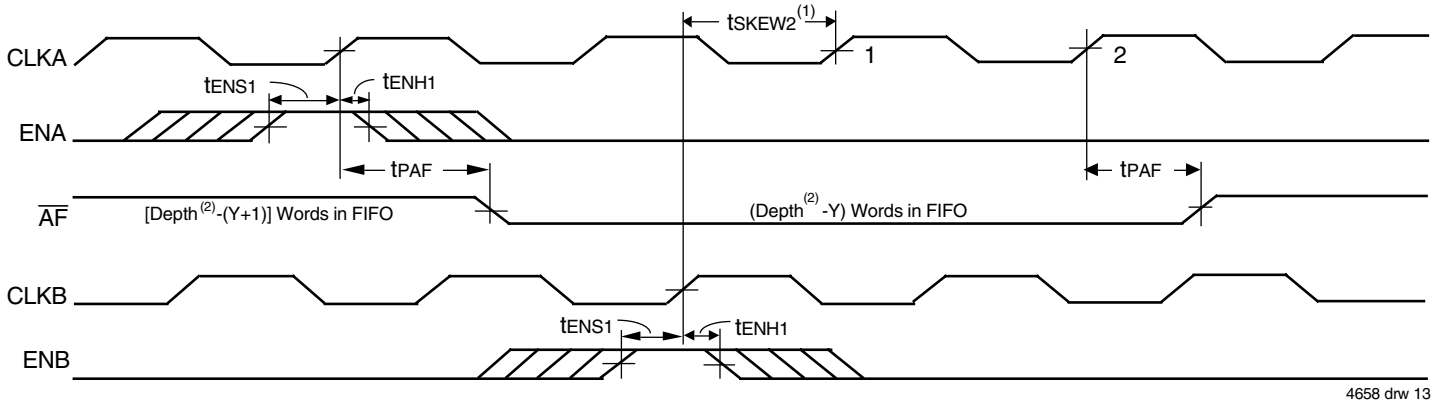 tSKEW2(1)
CLKA
1
2
tENS1
tENH1
ENA
tPAF
tPAF
AF
[Depth(2)-(Y+1)] Words in FIFO
(Depth(2) -Y) Words in FIFO
CLKB
tENS1
tENH1
ENB
4658 drw 13